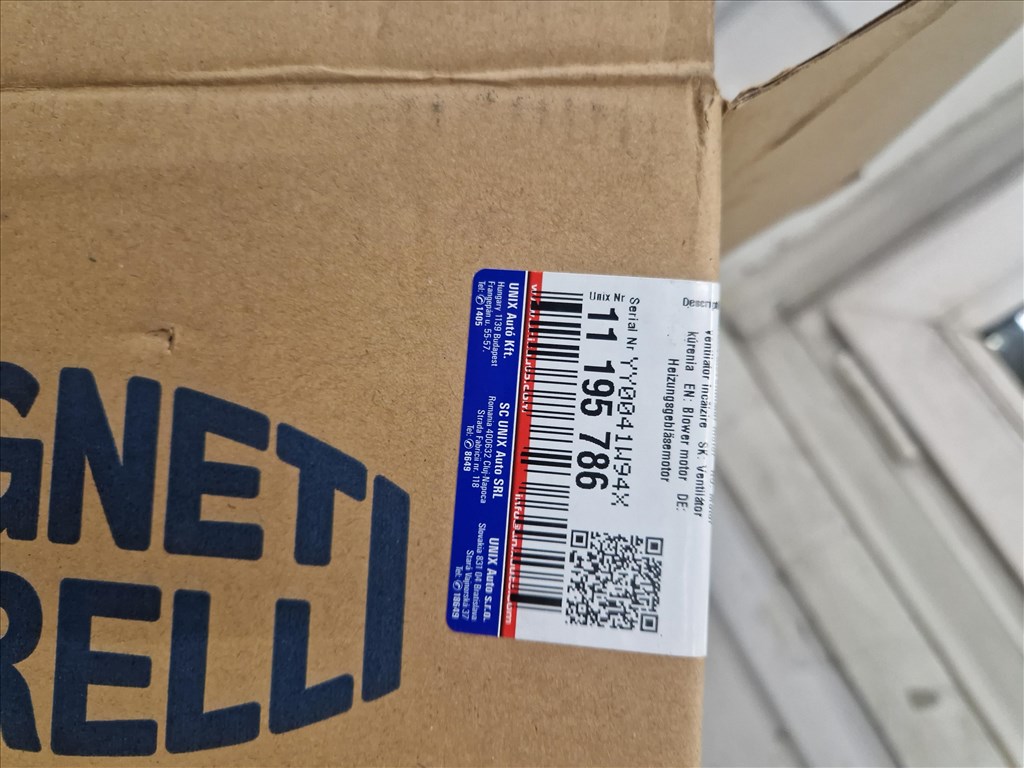 GNETI
RELLI
Descript
Ventilator încălzire SK: Ventilátor
kúrenia EN: Blower motor DE:
Heizungsgebläsemotor
Serial Nr YY0041W94X
Unix Nr 11 195 786
UNIX Autó Kft.
Hungary 1139 Budapest
Frangepán u. 55-57.
Tel: 1405
SC UNIX Auto SRL
Romania 400632 Cluj-Napoca
Strada Fabricii nr. 118
Tel: 8649
UNIX Auto s.r.o.
Slovakia 831 04 Bratislava
Stará Vajnorská 37
Tel: 18649